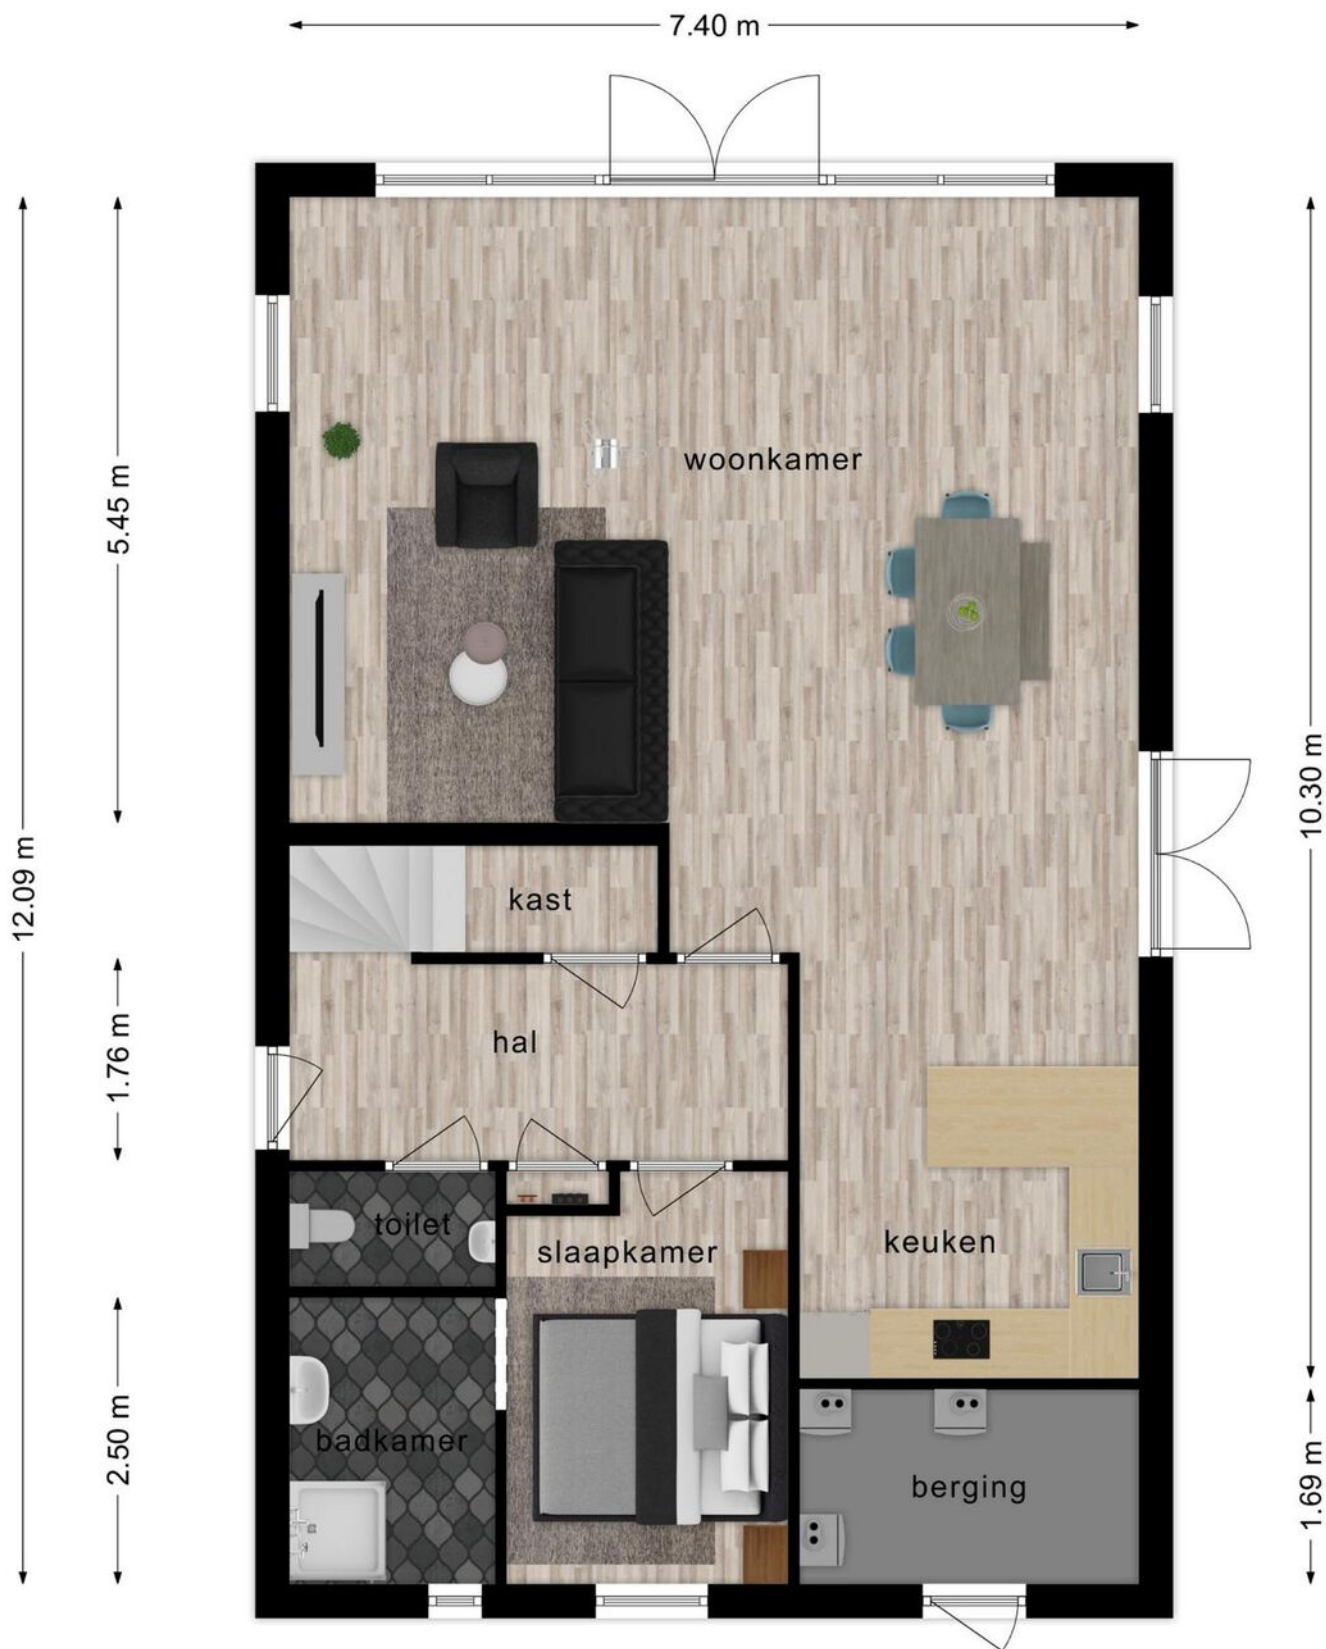 7.40 m
woonkamer
5.45 m
12.09 m
10.30 m
kast
hal
1.76 m
toilet
slaapkamer
keuken
badkamer
2.50 m
berging
1.69 m